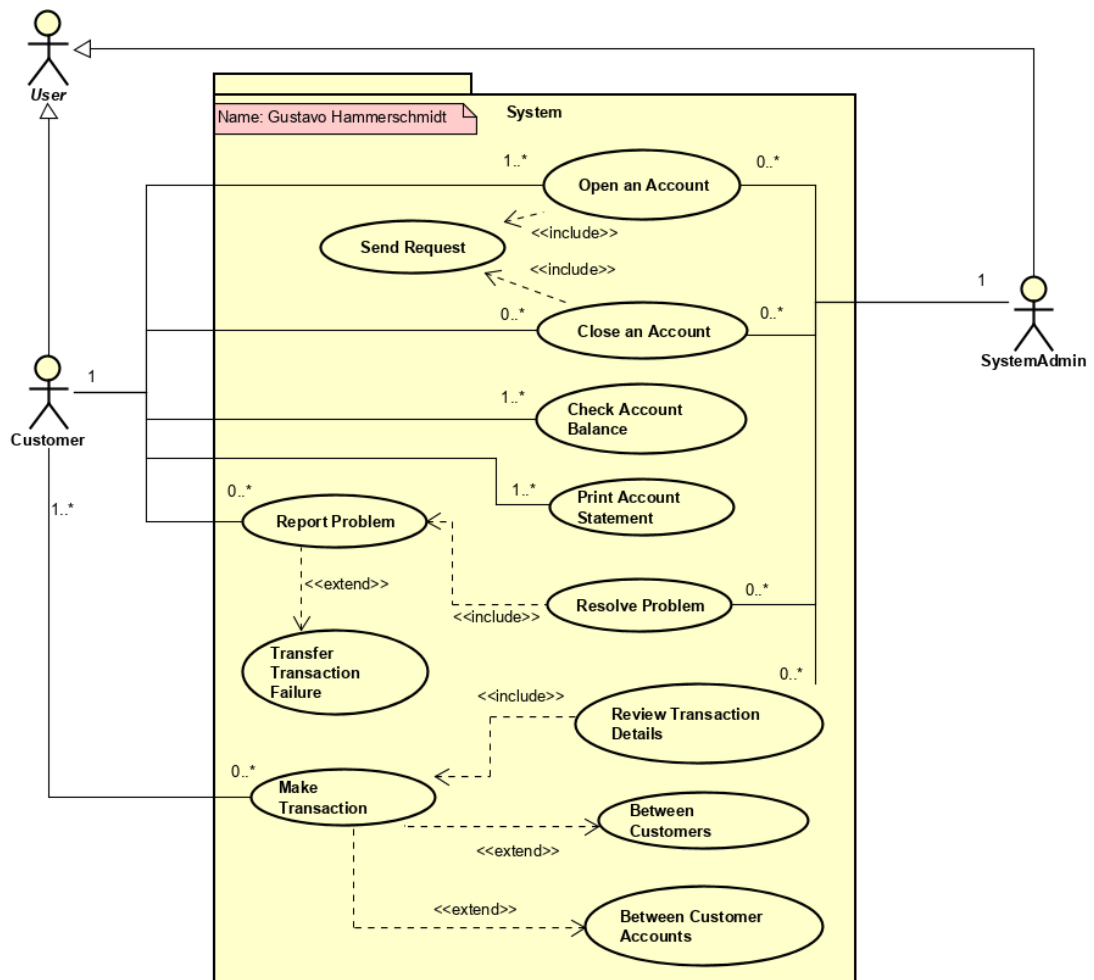 User
Name: Gustavo Hammerschmidt
System
1..*
0..*
Open an Account
<<include>>
Send Request
<<include>>
1
0..*
0..*
Close an Account
SystemAdmin
1
Customer
1..*
Check Account
Balance
1..*
0..*
1..*
Print Account
Statement
Report Problem
<<extend>>
0..*
Resolve Problem
<<include>>
Transfer
Transaction
Failure
0..*
<<include>>
Review Transaction
Details
0..*
Make
Transaction
Between
Customers
<<extend>>
<<extend>>
Between Customer
Accounts